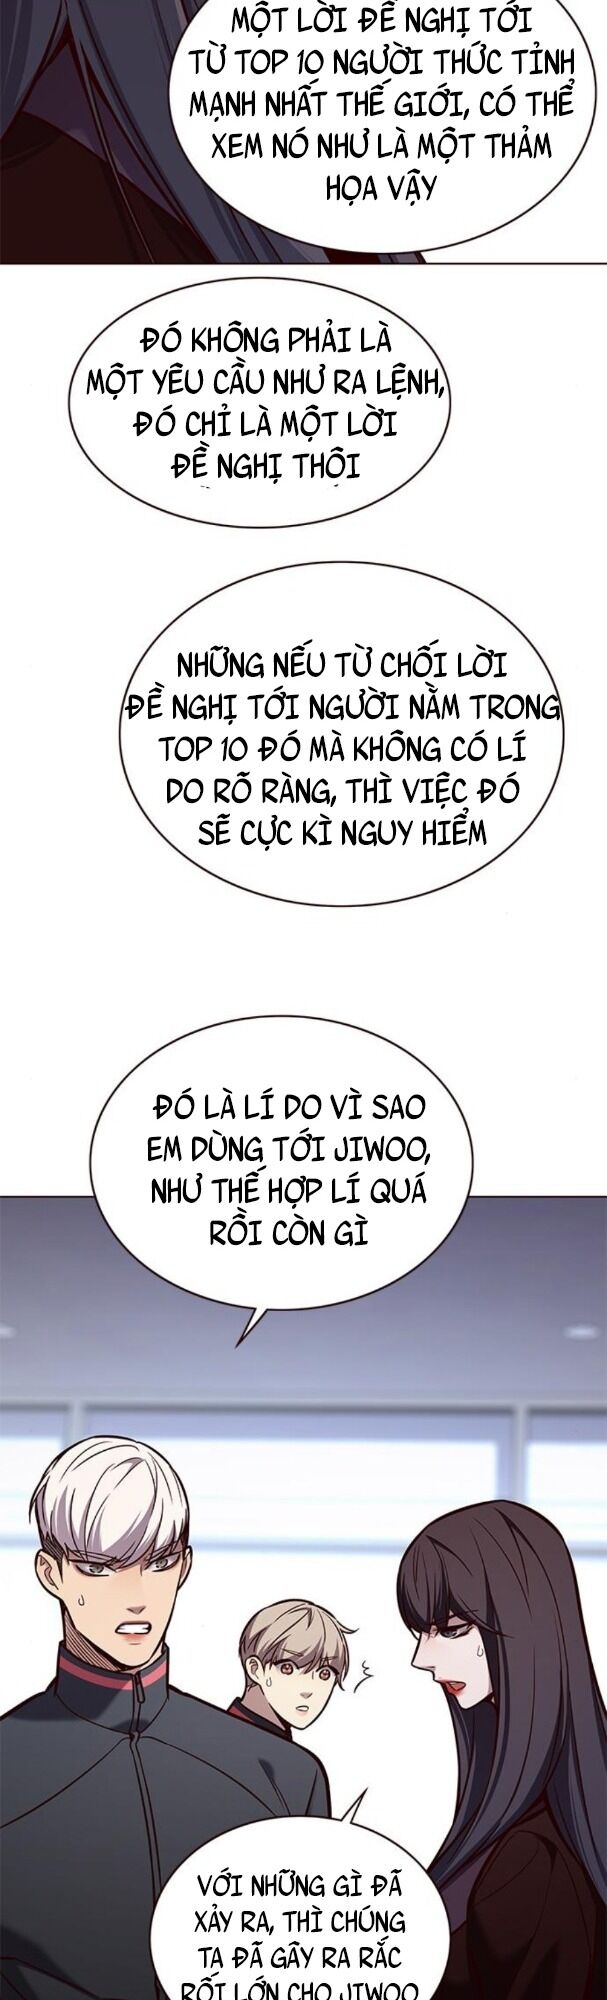 MỘT LỜI ĐỀ NGHỊ TỚI
TỪ TOP 10 NGƯỜI THỨC TỈNH
MẠNH NHẤT THẾ GIỚI, CÓ THỂ
XEM NÓ NHƯ LÀ MỘT THẢM
HỌA VẬY
ĐÓ KHÔNG PHẢI LÀ
MỘT YÊU CẦU NHƯ RA LỆNH,
ĐÓ CHỈ LÀ MỘT LỜI
ĐỀ NGHỊ THÔI
NHỮNG NẾU TỪ CHỐI LỜI
ĐỀ NGHỊ TỚI NGƯỜI NẰM TRONG
TOP 10 ĐÓ MÀ KHÔNG CÓ LÍ
DO RÕ RÀNG, THÌ VIỆC ĐÓ
SẼ CỰC KÌ NGUY HIỂM
ĐÓ LÀ LÍ DO VÌ SAO
EM DÙNG TỚI JIWOO,
NHƯ THẾ HỢP LÍ QUÁ
RỒI CÒN GÌ
VỚI NHỮNG GÌ ĐÃ
XẢY RA, THÌ CHÚNG
TA ĐÃ GÂY RA RẮC
RỐI LỚN CHO JIWOO